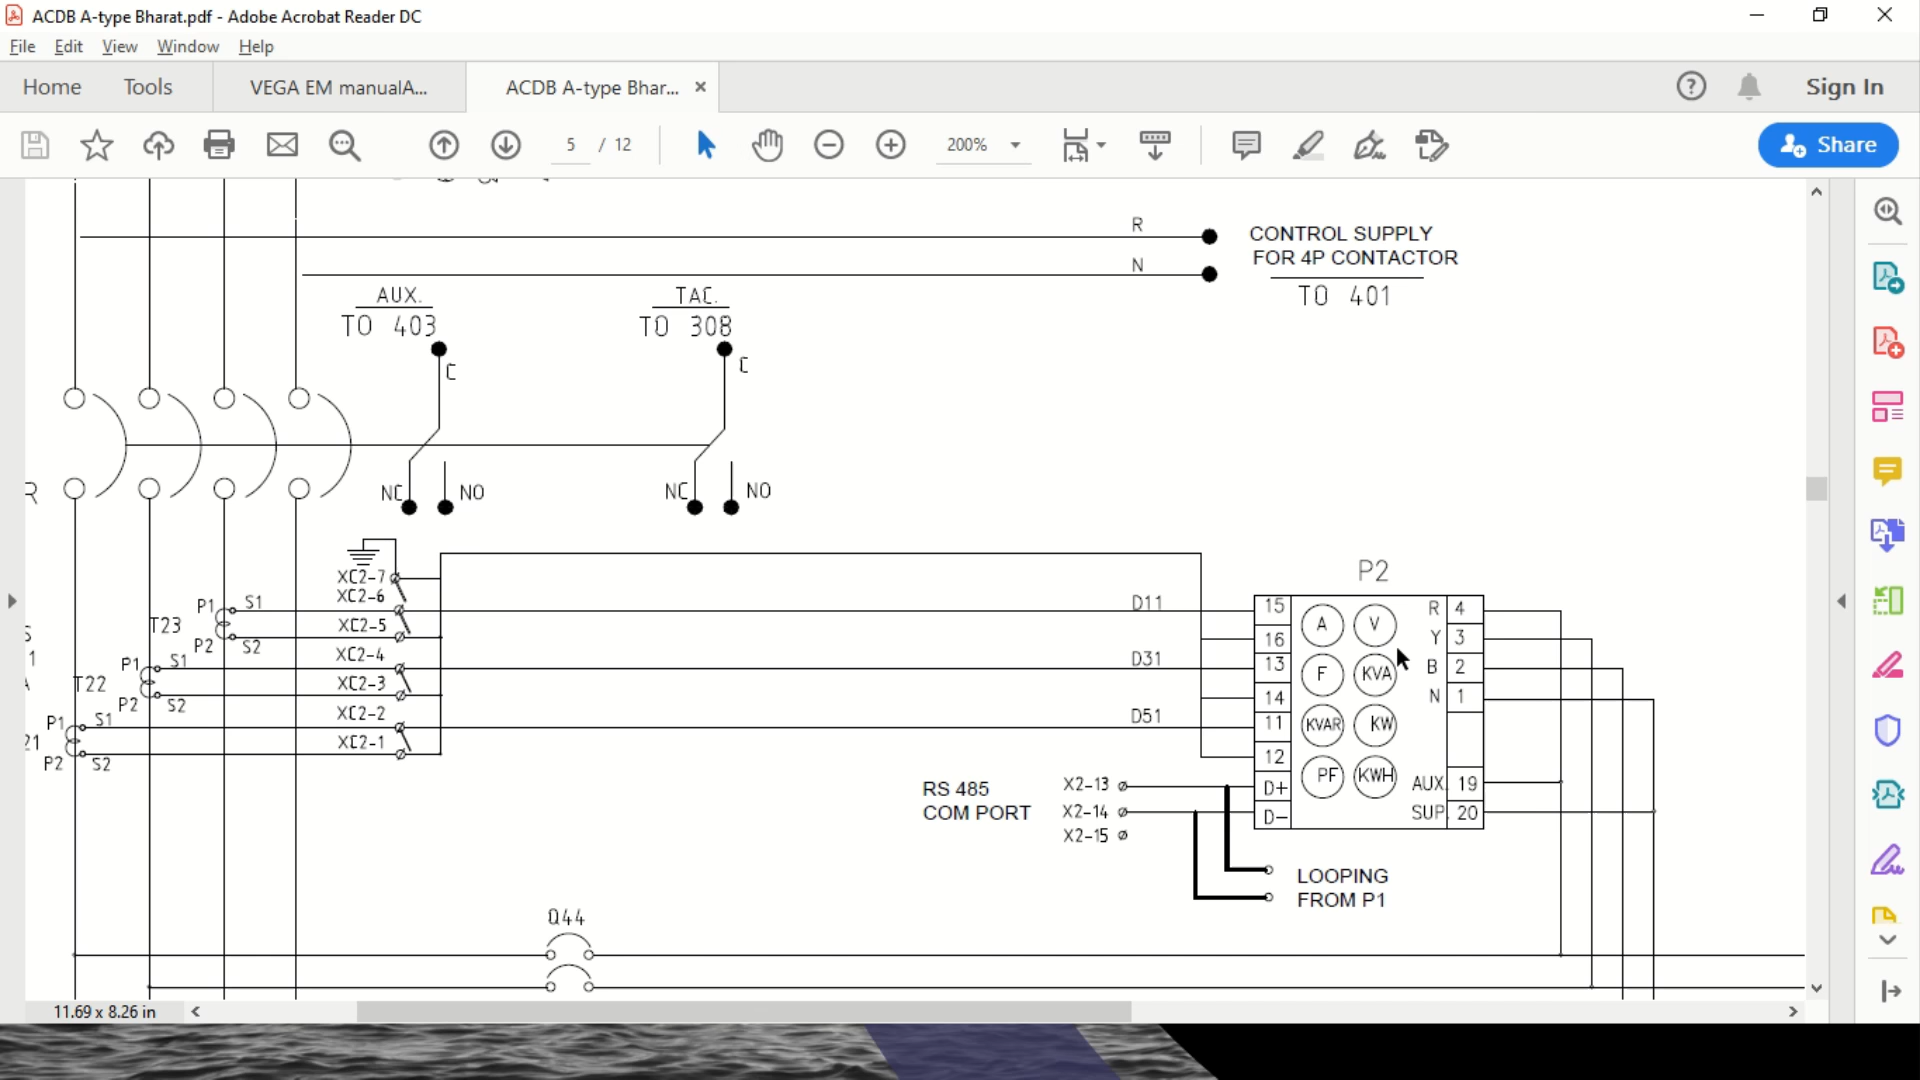 ACDB A-type Bharat.pdf - Adobe Acrobat Reader DC
File Edit View Window Help
Home Tools VEGA EM manualA... ACDB A-type Bhar... × Sign In
5 / 12 200% Share
R
CONTROL SUPPLY
FOR 4P CONTACTOR
N
TO 401
AUX.
TO 403
TAC.
TO 308
C
C
R
NC NO
NC NO
P2
XC2-7
XC2-6
XC2-5
XC2-4
XC2-3
XC2-2
XC2-1
P1 S1
T23
P2 S2
P1 S1
T22
P2 S2
P1 S1
21
P2 S2
S
1
D11
D31
D51
15
16
13
14
11
12
D+
D-
A V
F KVA
KVAR KW
PF KWH
R 4
Y 3
B 2
N 1
AUX. 19
SUP. 20
RS 485
COM PORT
X2-13
X2-14
X2-15
LOOPING
FROM P1
Q44
11.69 x 8.26 in